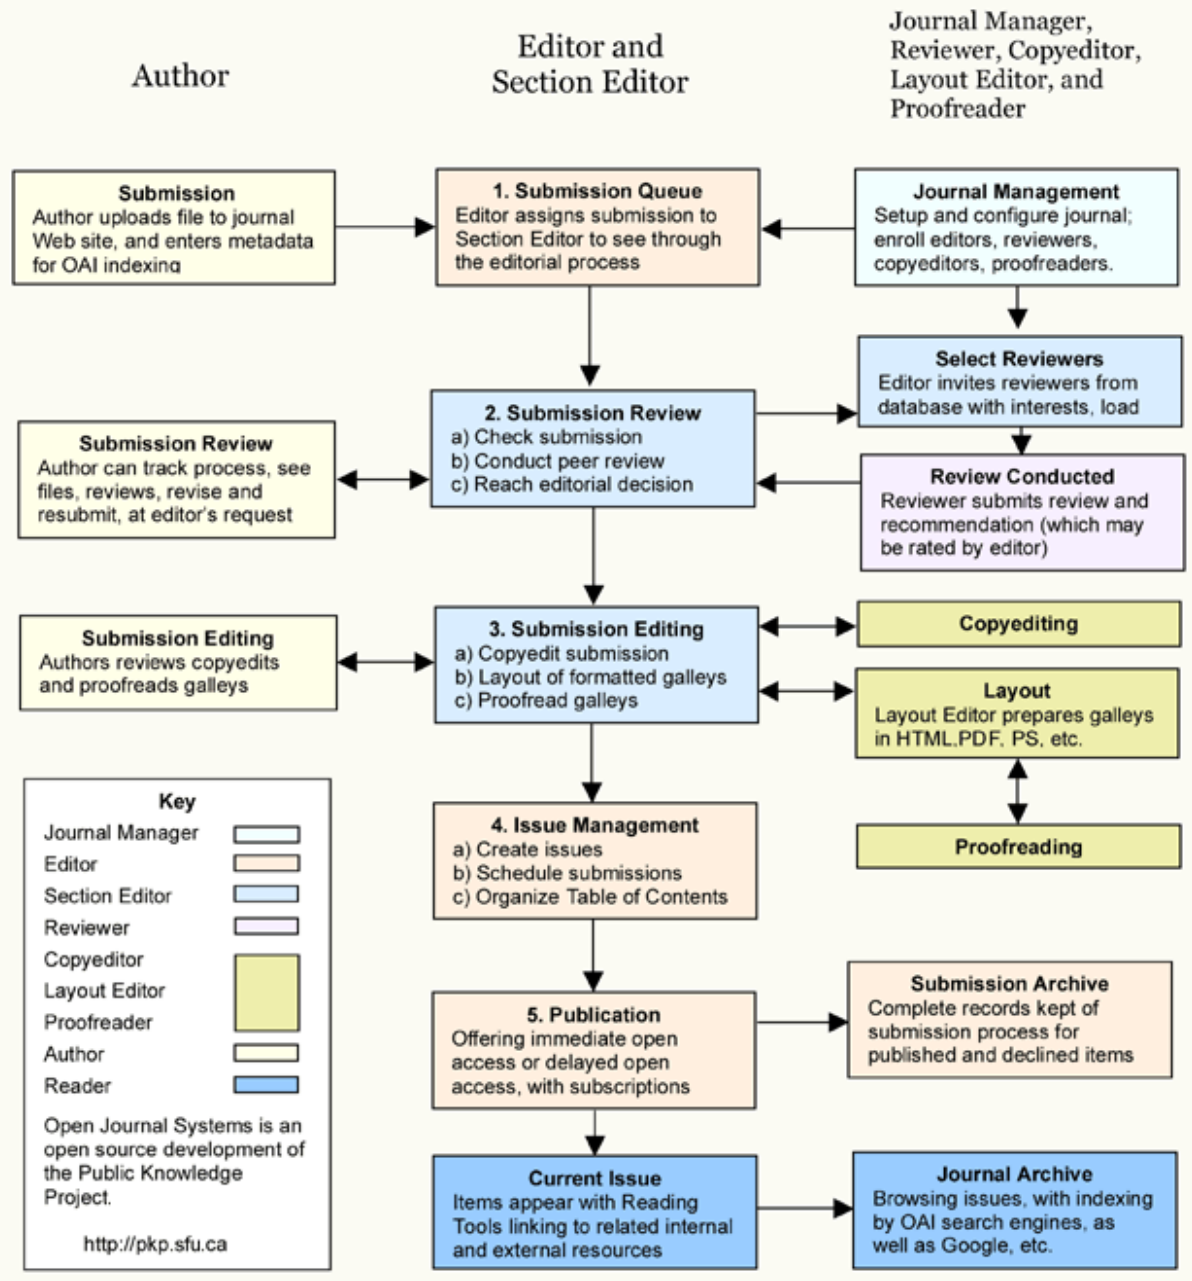 Author
Editor and
Section Editor
Journal Manager,
Reviewer, Copyeditor,
Layout Editor, and
Proofreader
Submission
Author uploads file to journal
Web site, and enters metadata
for OAI indexing
1. Submission Queue
Editor assigns submission to
Section Editor to see through
the editorial process
Journal Management
Setup and configure journal;
enroll editors, reviewers,
copyeditors, proofreaders.
Select Reviewers
Editor invites reviewers from
database with interests, load
Submission Review
Author can track process, see
files, reviews, revise and
resubmit, at editor's request
2. Submission Review
a) Check submission
b) Conduct peer review
c) Reach editorial decision
Review Conducted
Reviewer submits review and
recommendation (which may
be rated by editor)
Submission Editing
Authors reviews copyedits
and proofreads galleys
3. Submission Editing
a) Copyedit submission
b) Layout of formatted galleys
c) Proofread galleys
Copyediting
Layout
Layout Editor prepares galleys
in HTML,PDF, PS, etc.
Proofreading
4. Issue Management
a) Create issues
b) Schedule submissions
c) Organize Table of Contents
5. Publication
Offering immediate open
access or delayed open
access, with subscriptions
Submission Archive
Complete records kept of
submission process for
published and declined items
Current Issue
Items appear with Reading
Tools linking to related internal
and external resources
Journal Archive
Browsing issues, with indexing
by OAI search engines, as
well as Google, etc.
Key
Journal Manager
Editor
Section Editor
Reviewer
Copyeditor
Layout Editor
Proofreader
Author
Reader
Open Journal Systems is an
open source development of
the Public Knowledge
Project.
http://pkp.sfu.ca